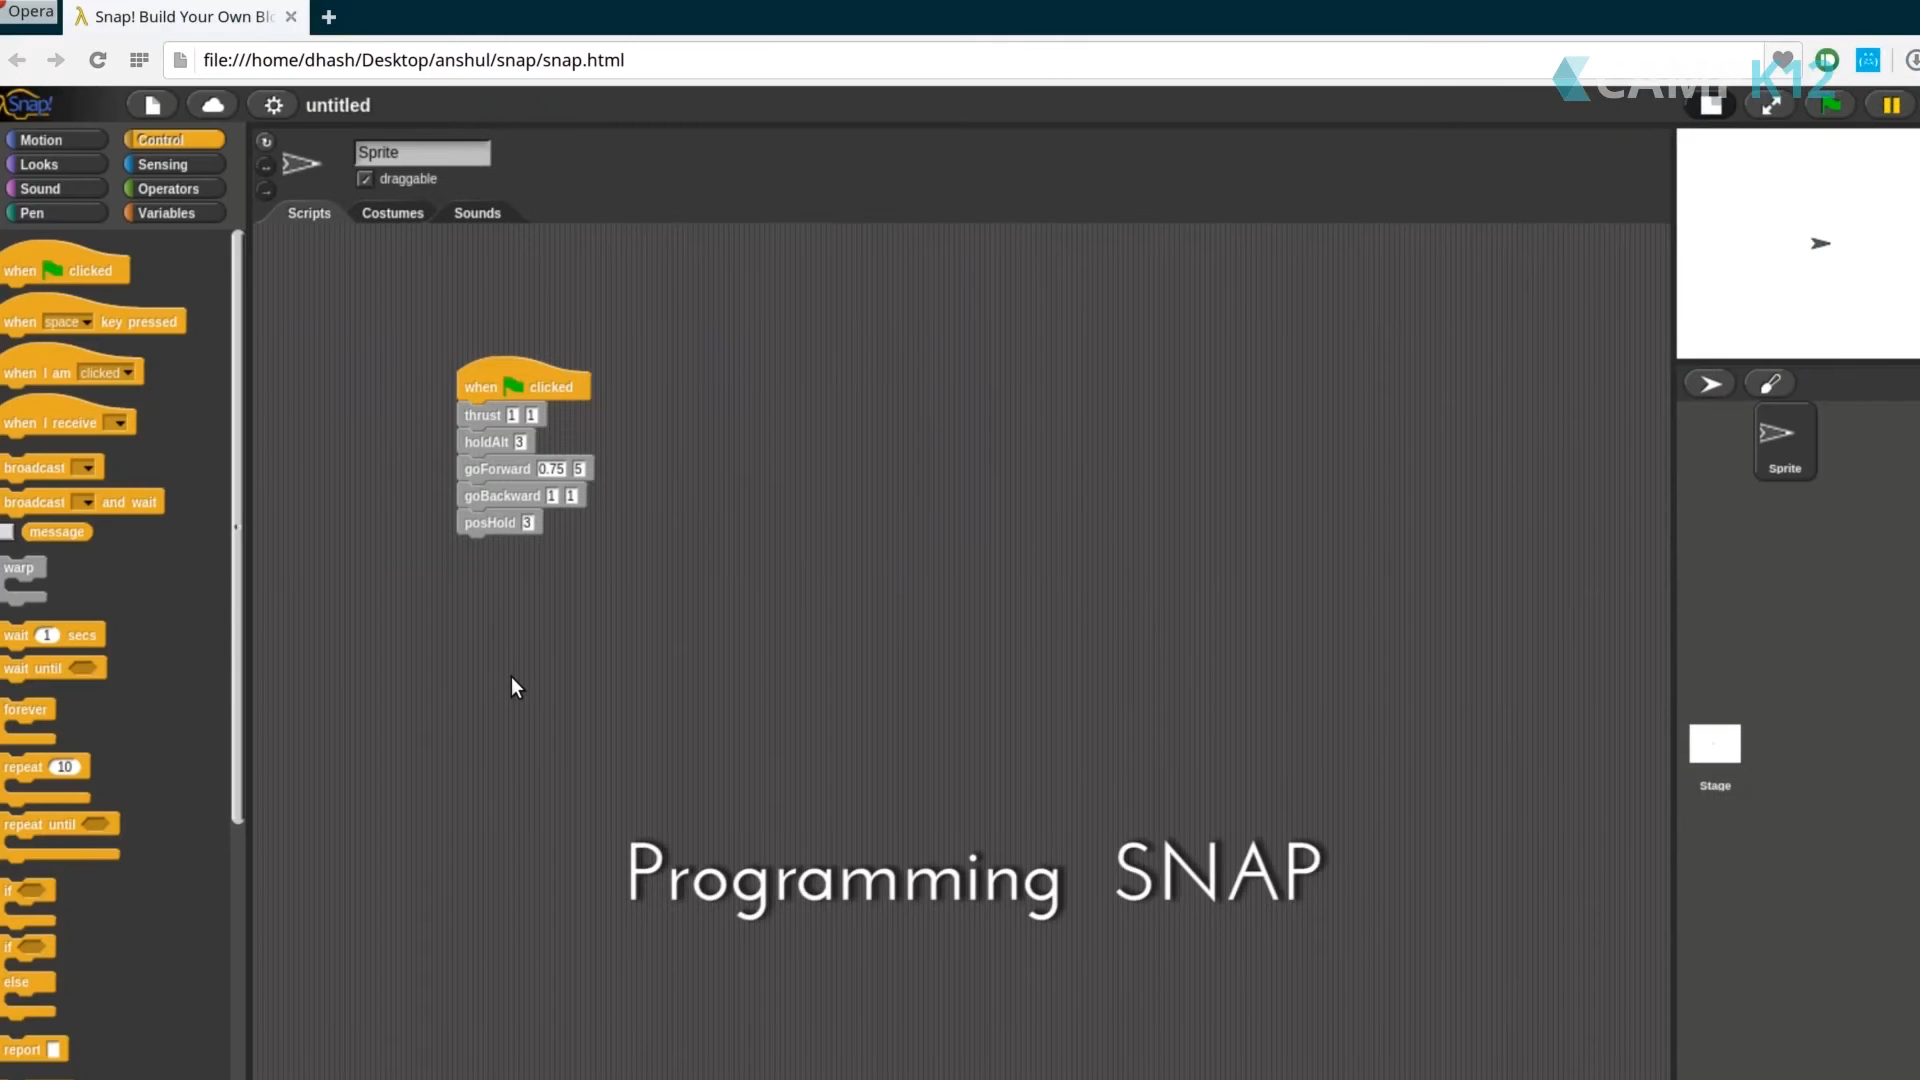 Opera
Snap! Build Your Own Blo
file:///home/dhash/Desktop/anshul/snap/snap.html
CAMP K12
Snap!
untitled
Motion
Control
Looks
Sensing
Sound
Operators
Pen
Variables
Sprite
draggable
Scripts
Costumes
Sounds
when clicked
when space key pressed
when I am clicked
when I receive
broadcast
broadcast and wait
message
warp
wait 1 secs
wait until
forever
repeat 10
repeat until
if
if
else
report
when clicked
thrust 1 1
holdAlt 3
goForward 0.75 5
goBackward 1 1
posHold 3
Sprite
Stage
Programming SNAP